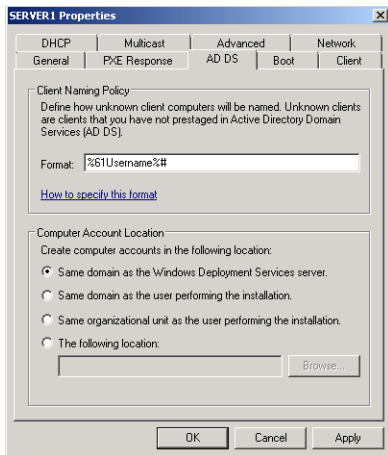 SERVER1 Properties
DHCP
Multicast
Advanced
Network
General
PXE Response
AD DS
Boot
Client
Client Naming Policy
Define how unknown client computers will be named. Unknown clients
are clients that you have not prestaged in Active Directory Domain
Services (AD DS).
Format: %61Username%#
How to specify this format
Computer Account Location
Create computer accounts in the following location:
Same domain as the Windows Deployment Services server.
Same domain as the user performing the installation.
Same organizational unit as the user performing the installation.
The following location:
Browse...
OK
Cancel
Apply